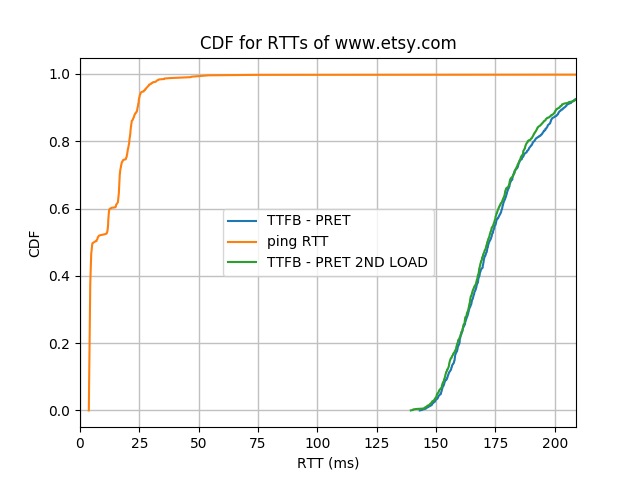 CDF for RTTs of www.etsy.com
1.0
0.8
0.6
0.4
0.2
0.0
CDF
TTFB - PRET
ping RTT
TTFB - PRET 2ND LOAD
0 25 50 75 100 125 150 175 200
RTT (ms)